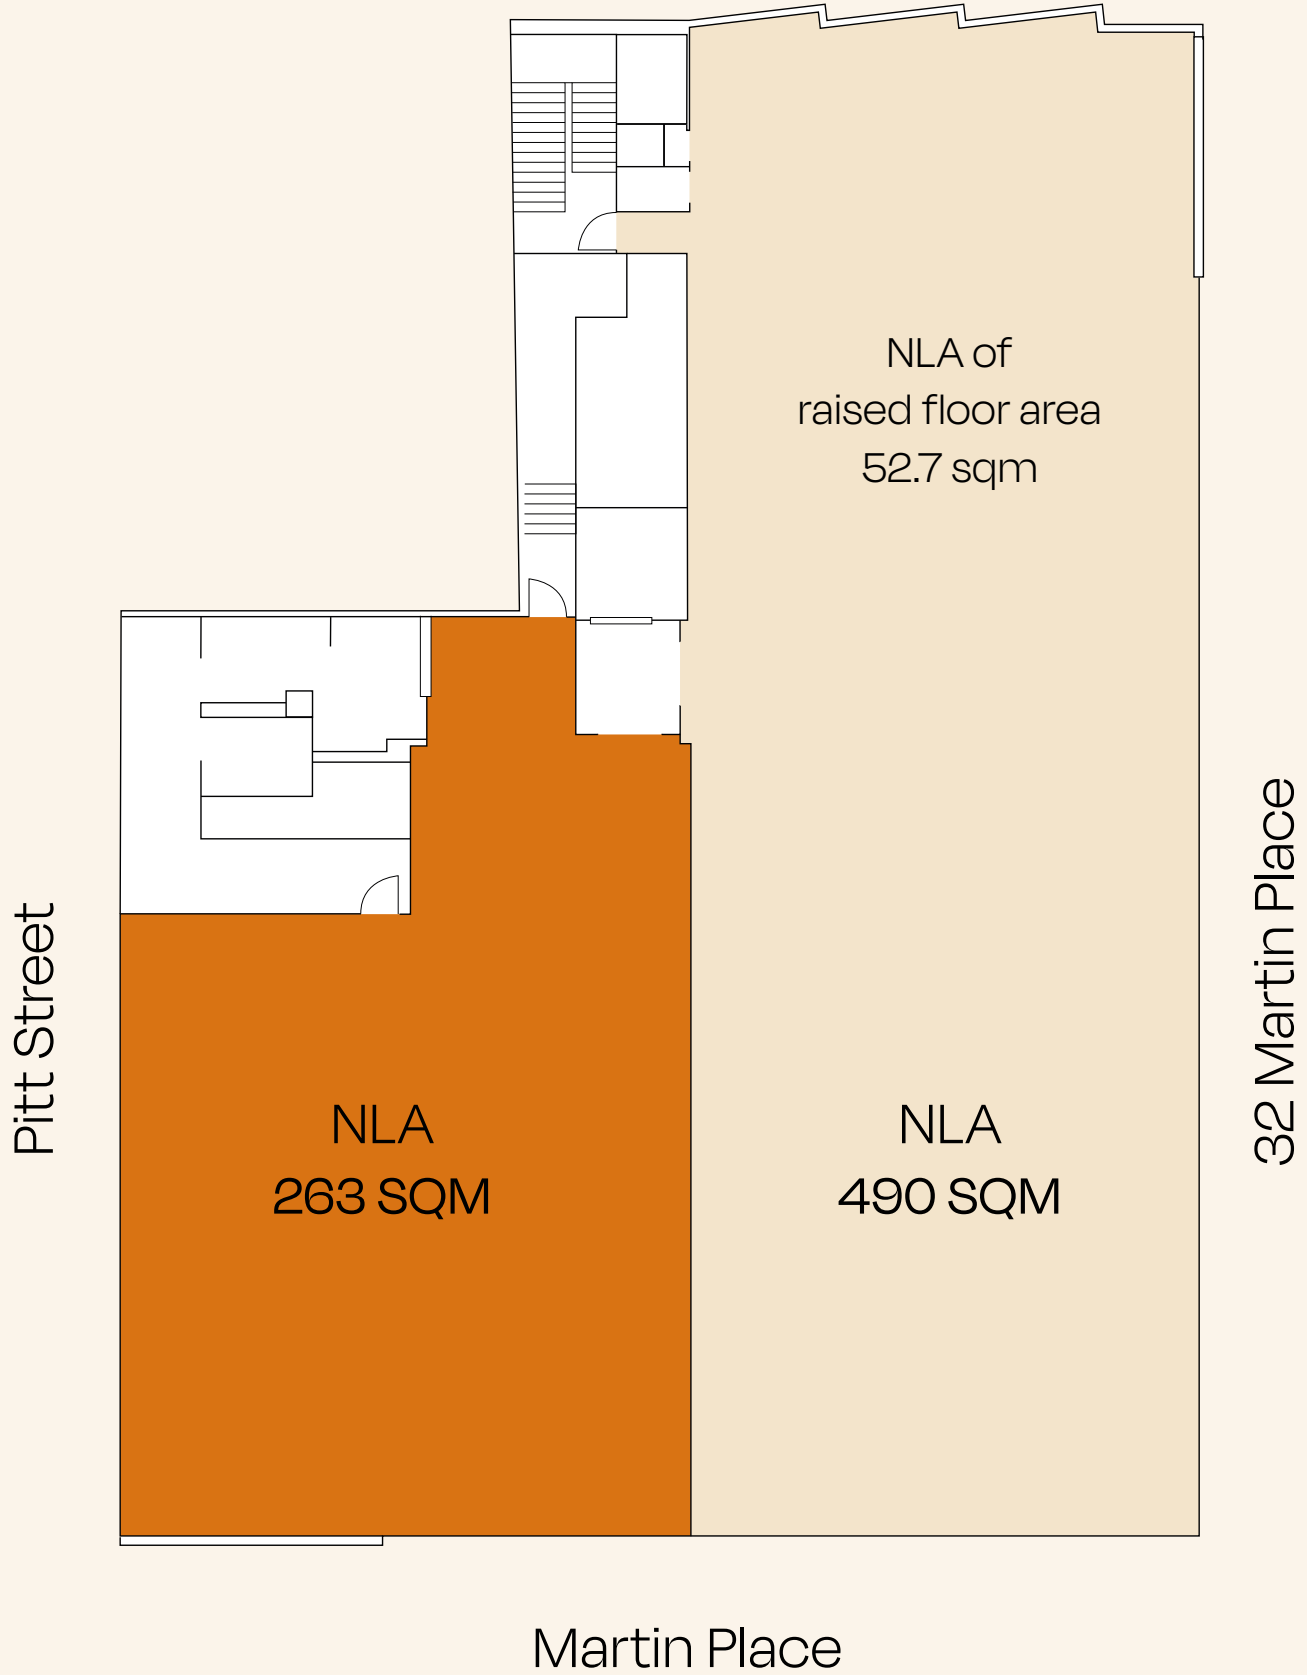 NLA of
raised floor area
52.7 sqm
Pitt Street
32 Martin Place
NLA
263 SQM
NLA
490 SQM
Martin Place